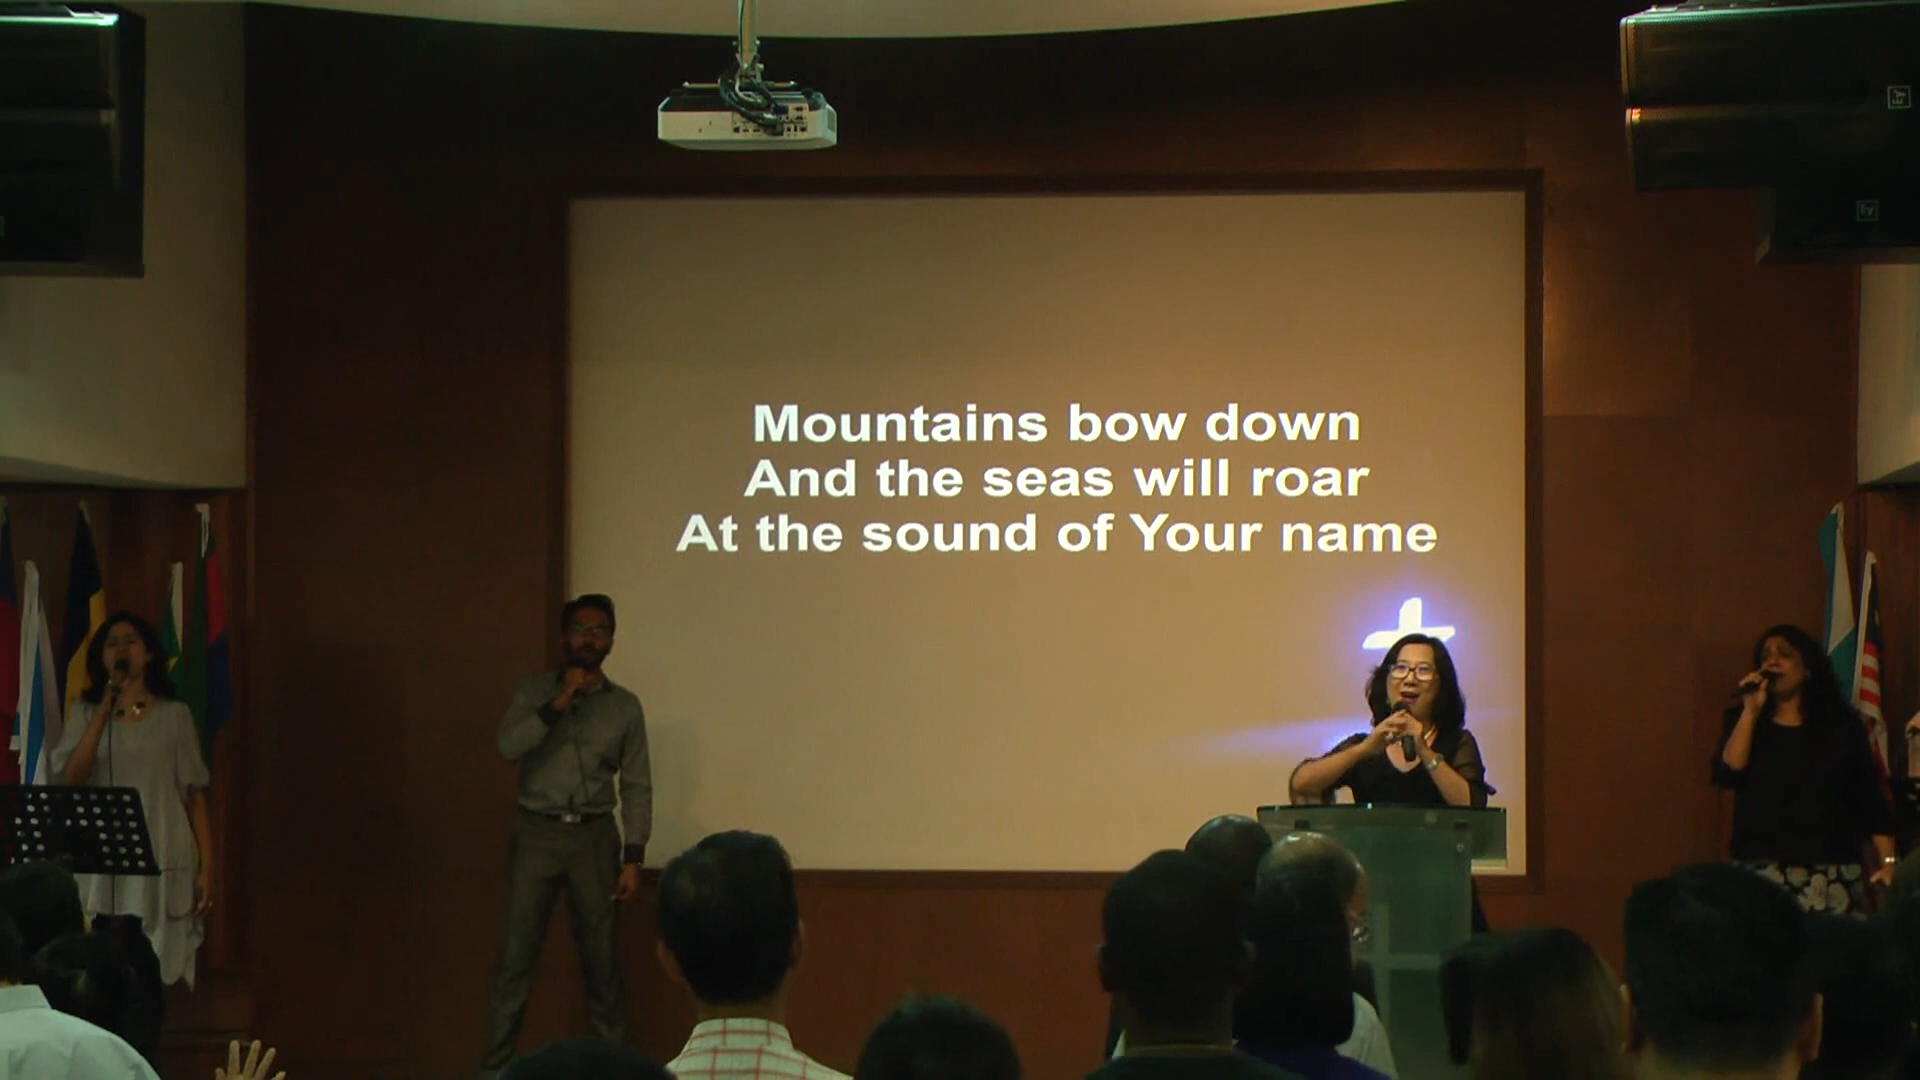 Mountains bow down
And the seas will roar
At the sound of Your name